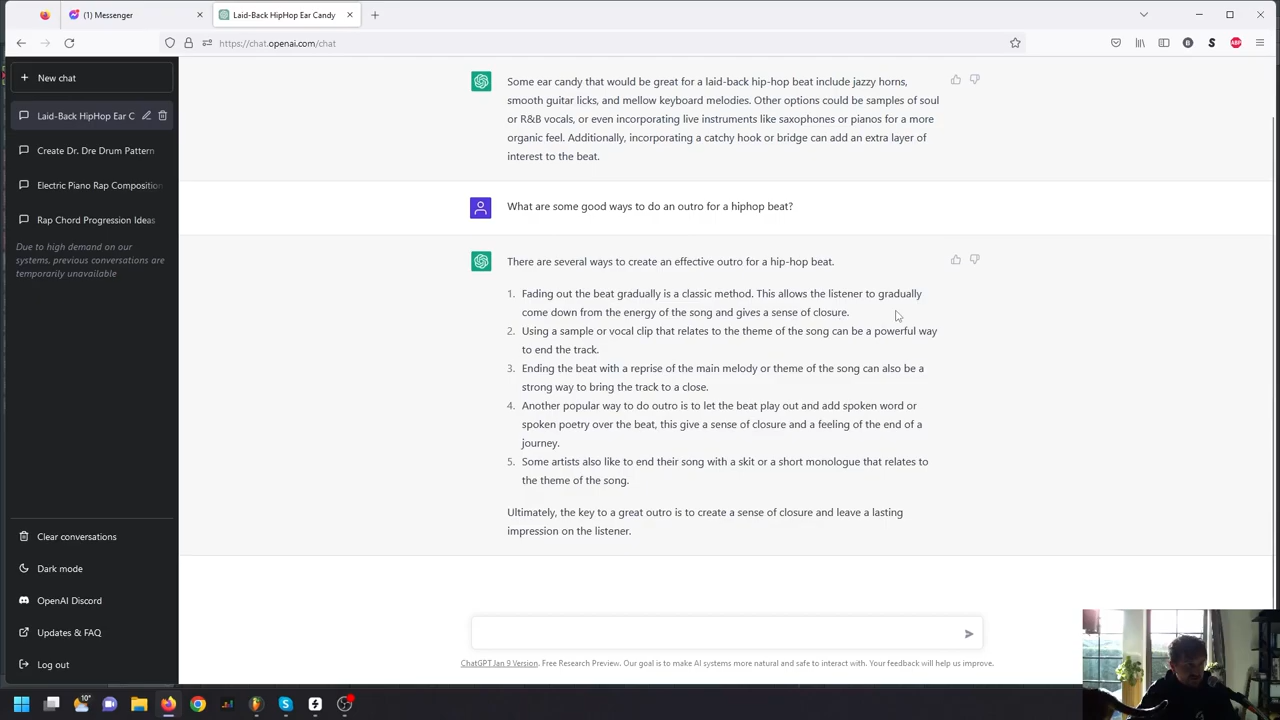 (1) Messenger
Laid-Back HipHop Ear Candy
https://chat.openai.com/chat
ABP
New chat
Laid-Back HipHop Ear C
Create Dr. Dre Drum Pattern
Electric Piano Rap Composition
Rap Chord Progression Ideas
Due to high demand on our
systems, previous conversations are
temporarily unavailable
Clear conversations
Dark mode
OpenAI Discord
Updates & FAQ
Log out
Some ear candy that would be great for a laid-back hip-hop beat include jazzy horns,
smooth guitar licks, and mellow keyboard melodies. Other options could be samples of soul
or R&B vocals, or even incorporating live instruments like saxophones or pianos for a more
organic feel. Additionally, incorporating a catchy hook or bridge can add an extra layer of
interest to the beat.
What are some good ways to do an outro for a hiphop beat?
There are several ways to create an effective outro for a hip-hop beat.
1. Fading out the beat gradually is a classic method. This allows the listener to gradually
come down from the energy of the song and gives a sense of closure.
2. Using a sample or vocal clip that relates to the theme of the song can be a powerful way
to end the track.
3. Ending the beat with a reprise of the main melody or theme of the song can also be a
strong way to bring the track to a close.
4. Another popular way to do outro is to let the beat play out and add spoken word or
spoken poetry over the beat, this give a sense of closure and a feeling of the end of a
journey.
5. Some artists also like to end their song with a skit or a short monologue that relates to
the theme of the song.
Ultimately, the key to a great outro is to create a sense of closure and leave a lasting
impression on the listener.
ChatGPT Jan 9 Version. Free Research Preview. Our goal is to make AI systems more natural and safe to interact with. Your feedback will help us improve.
10°